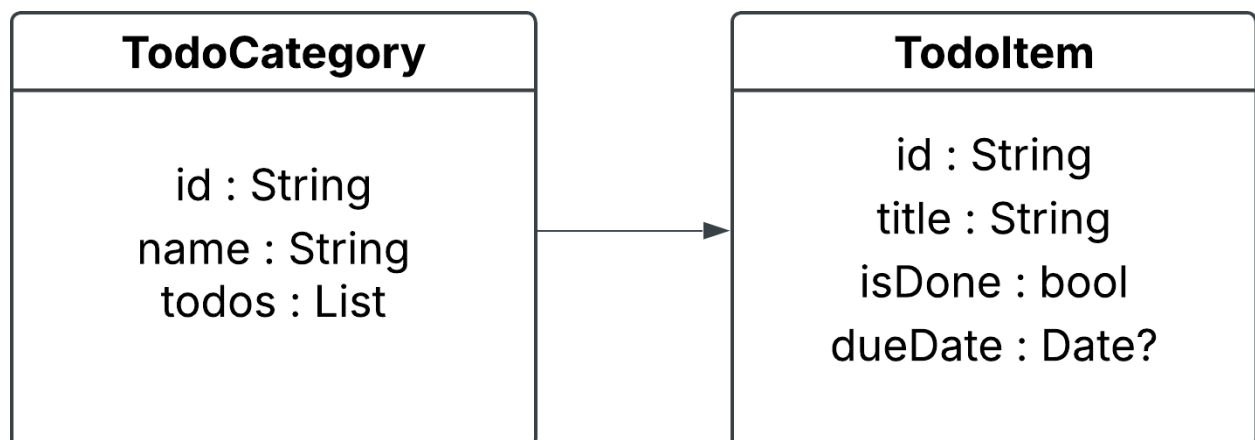 TodoCategory
id : String
name : String
todos : List
TodoItem
id : String
title : String
isDone : bool
dueDate : Date?